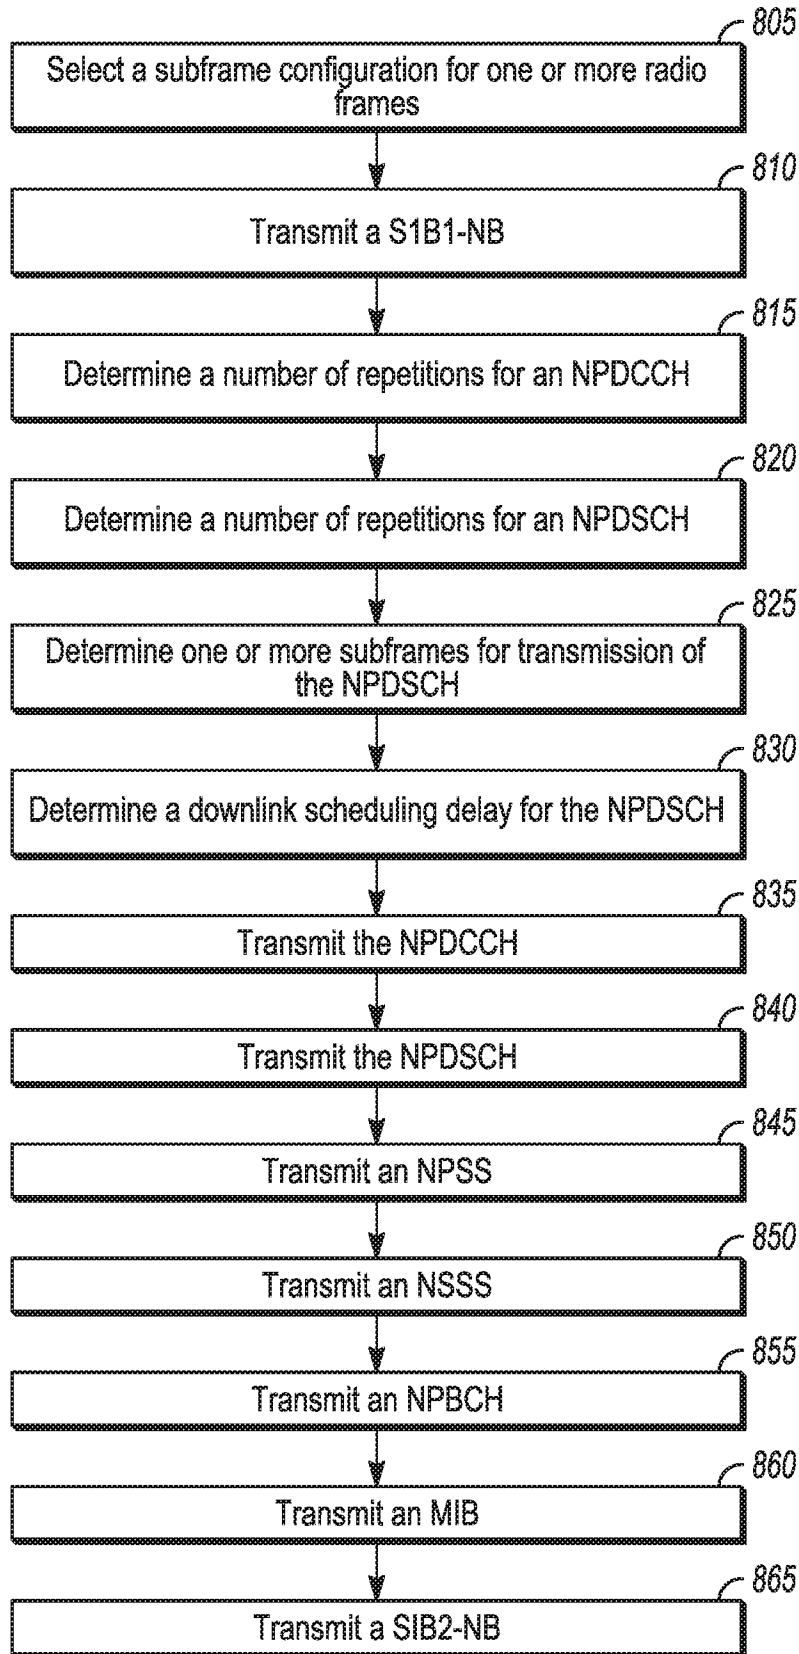 805
Select a subframe configuration for one or more radio
frames
810
Transmit a S1B1-NB
815
Determine a number of repetitions for an NPDCCH
820
Determine a number of repetitions for an NPDSCH
825
Determine one or more subframes for transmission of
the NPDSCH
830
Determine a downlink scheduling delay for the NPDSCH
835
Transmit the NPDCCH
840
Transmit the NPDSCH
845
Transmit an NPSS
850
Transmit an NSSS
855
Transmit an NPBCH
860
Transmit an MIB
865
Transmit a SIB2-NB